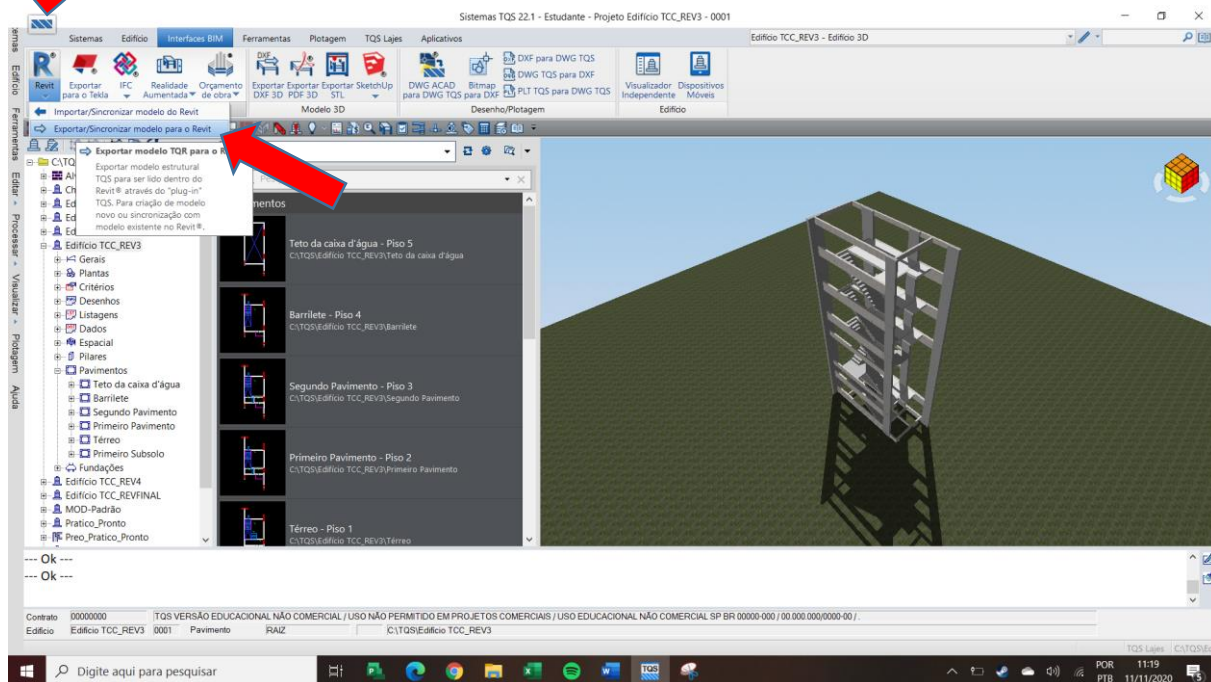 Sistemas TQS 22.1 - Estudante - Projeto Edifício TCC_REV3 - 0001
Sistemas Edifício Interfaces BIM Ferramentas Plotagem TQS Lajes Aplicativos
Edifício TCC_REV3 - Edifício 3D
Revit
Exportar para o Tekla
IFC
Realidade Aumentada
Orçamento de obra
DXF
Exportar DXF 3D
Exportar PDF 3D
Exportar STL
SketchUp
DWG ACAD para DWG TQS
Bitmap para DXF
DXF para DWG TQS
DWG TQS para DXF
PLT TQS para DWG TQS
Visualizador Independente
Dispositivos Móveis
Modelo 3D
Desenho/Plotagem
Edifício
Importar/Sincronizar modelo do Revit
Exportar/Sincronizar modelo para o Revit
Exportar modelo TQR para o
Exportar modelo estrutural
TQS para ser lido dentro do
Revit® através do "plug-in"
TQS. Para criação de modelo
novo ou sincronização com
modelo existente no Revit®.
Edifício
Ferramentas
Editar
Processar
Visualizar
Plotagem
Ajuda
Edifício TCC_REV3
Gerais
Plantas
Critérios
Desenhos
Listagens
Dados
Espacial
Pilares
Pavimentos
Teto da caixa d'água
Barrilete
Segundo Pavimento
Primeiro Pavimento
Térreo
Primeiro Subsolo
Fundações
Edifício TCC_REV4
Edifício TCC_REVFINAL
MOD-Padrão
Pratico_Pronto
Preo_Pratico_Pronto
Teto da caixa d'água - Piso 5
C:\TQS\Edifício TCC_REV3\Teto da caixa d'água
Barrilete - Piso 4
C:\TQS\Edifício TCC_REV3\Barrilete
Segundo Pavimento - Piso 3
C:\TQS\Edifício TCC_REV3\Segundo Pavimento
Primeiro Pavimento - Piso 2
C:\TQS\Edifício TCC_REV3\Primeiro Pavimento
Térreo - Piso 1
C:\TQS\Edifício TCC_REV3\Térreo
--- Ok ---
--- Ok ---
Contrato 00000000 TQS VERSÃO EDUCACIONAL NÃO COMERCIAL / USO NÃO PERMITIDO EM PROJETOS COMERCIAIS / USO EDUCACIONAL NÃO COMERCIAL SP BR 00000-000 / 00.000.000/0000-00 / .
Edifício Edifício TCC_REV3 0001 Pavimento RAIZ C:\TQS\Edifício TCC_REV3
TQS Lajes
Digite aqui para pesquisar
TQS
POR
PTB
11:19
11/11/2020